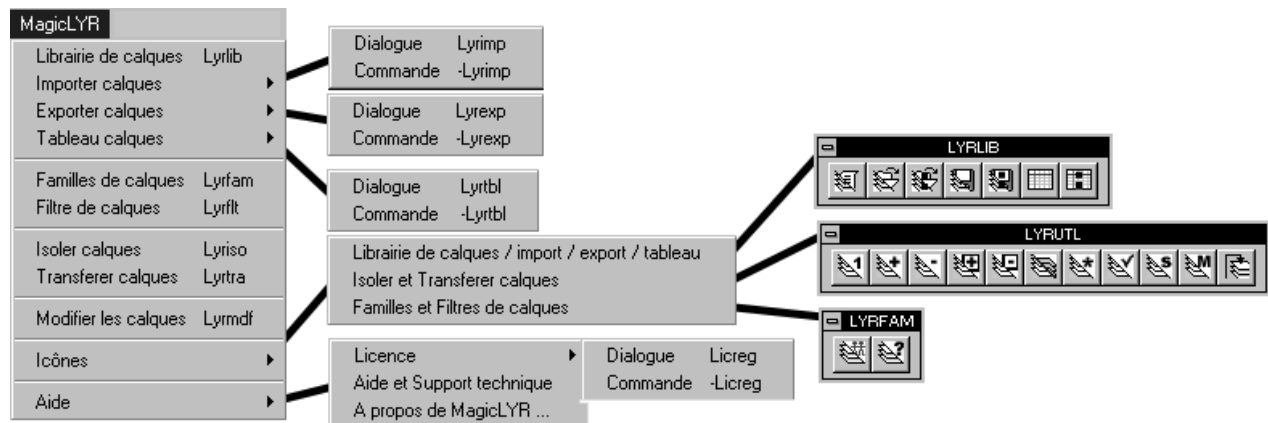 MagicLYR
Librairie de calques Lyrlib
Importer calques
Exporter calques
Tableau calques
Familles de calques Lyrfam
Filtre de calques Lyrflt
Isoler calques Lyriso
Transferer calques Lyrtra
Modifier les calques Lyrmdf
Icônes
Aide
Dialogue Lyrimp
Commande -Lyrimp
Dialogue Lyrexp
Commande -Lyrexp
Dialogue Lyrtbl
Commande -Lyrtbl
Librairie de calques / import / export / tableau
Isoler et Transferer calques
Familles et Filtres de calques
Licence
Aide et Support technique
A propos de MagicLYR ...
Dialogue Licreg
Commande -Licreg
LYRLIB
LYRUTL
1 + - + - * S M
LYRFAM
?